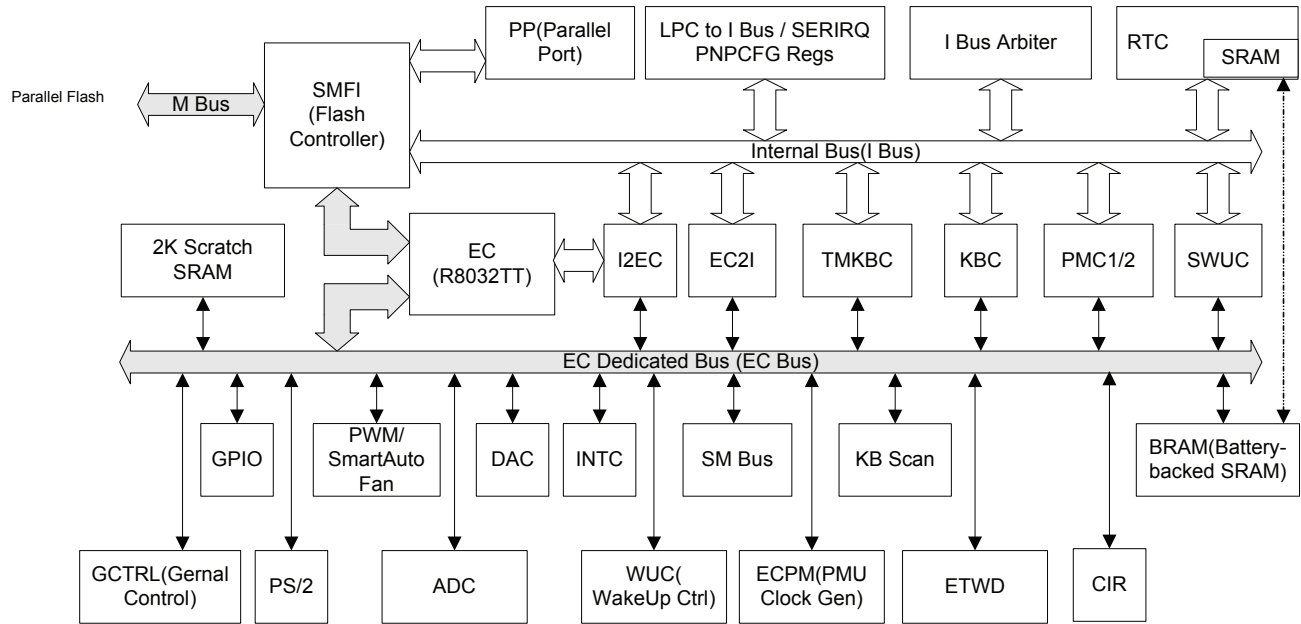 PP(Parallel
Port)
LPC to I Bus / SERIRQ
PNPCFG Regs
I Bus Arbiter
RTC
SRAM
Parallel Flash
M Bus
SMFI
(Flash
Controller)
Internal Bus(I Bus)
2K Scratch
SRAM
EC
(R8032TT)
I2EC
EC2I
TMKBC
KBC
PMC1/2
SWUC
EC Dedicated Bus (EC Bus)
GPIO
PWM/
SmartAuto
Fan
DAC
INTC
SM Bus
KB Scan
BRAM(Battery-
backed SRAM)
GCTRL(Gernal
Control)
PS/2
ADC
WUC(
WakeUp Ctrl)
ECPM(PMU
Clock Gen)
ETWD
CIR